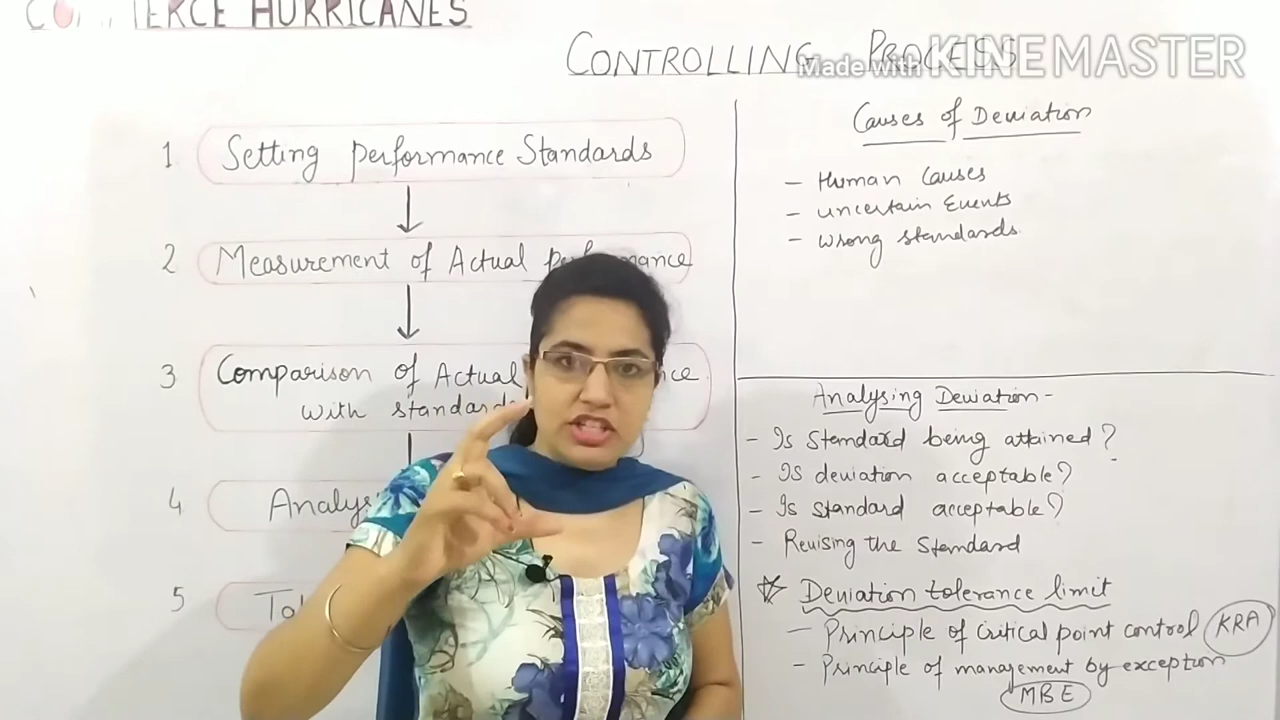 HURRICANES
CONTROLLING PROCESS
Made with KINEMASTER
1 Setting performance Standards
2 Measurement of Actual
3 Comparison of Actual
with standards
4
5
Causes of Deviation
- Human Causes
- uncertain Events
- wrong standards
Analysing Deviation -
- Is Standard being attained?
- Is deviation acceptable?
- Is standard acceptable?
- Revising the Standard
Deviation tolerance limit
- Principle of critical point control KRA
- Principle of management by exception
MBE